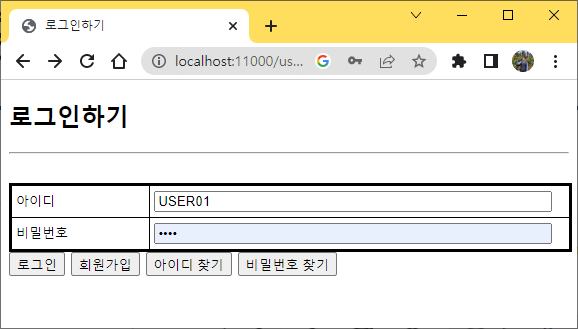 로그인하기
localhost:11000/us...
로그인하기
아이디 USER01
비밀번호 ••••
로그인 회원가입 아이디 찾기 비밀번호 찾기